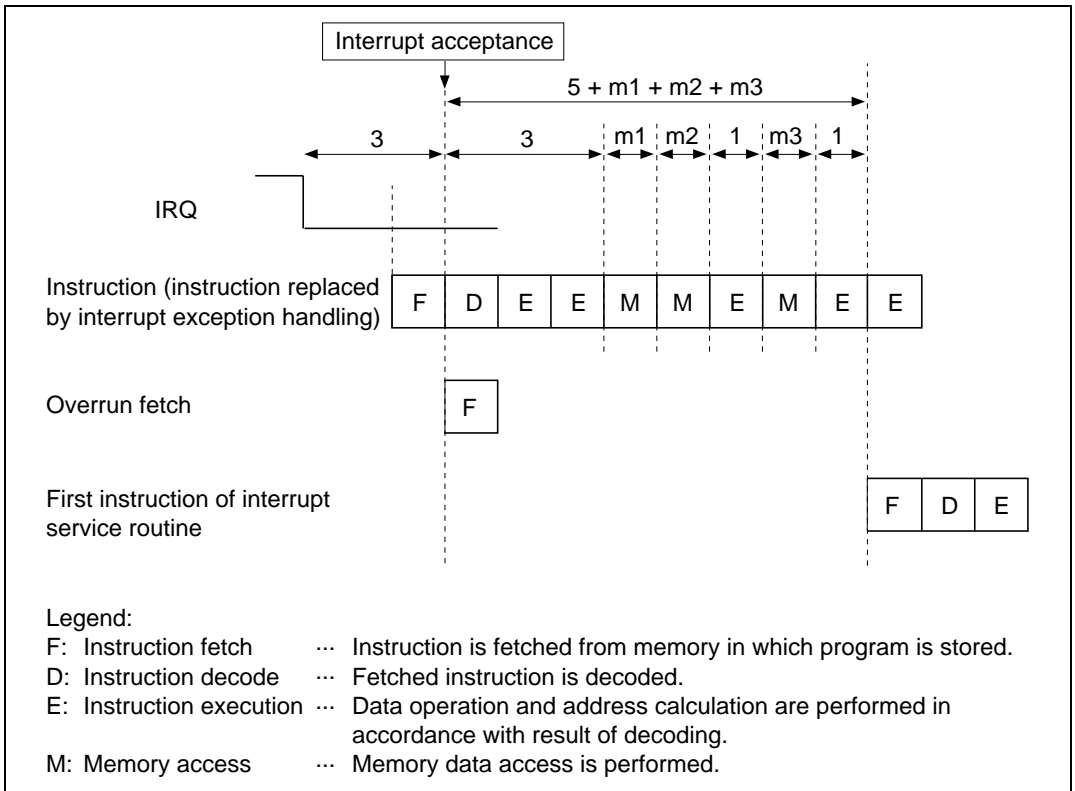 Interrupt acceptance
5 + m1 + m2 + m3
3 3 m1 m2 1 m3 1
IRQ
Instruction (instruction replaced
by interrupt exception handling)
F D E E M M E M E E
Overrun fetch
F
First instruction of interrupt
service routine
F D E
Legend:
F: Instruction fetch ··· Instruction is fetched from memory in which program is stored.
D: Instruction decode ··· Fetched instruction is decoded.
E: Instruction execution ··· Data operation and address calculation are performed in
accordance with result of decoding.
M: Memory access ··· Memory data access is performed.